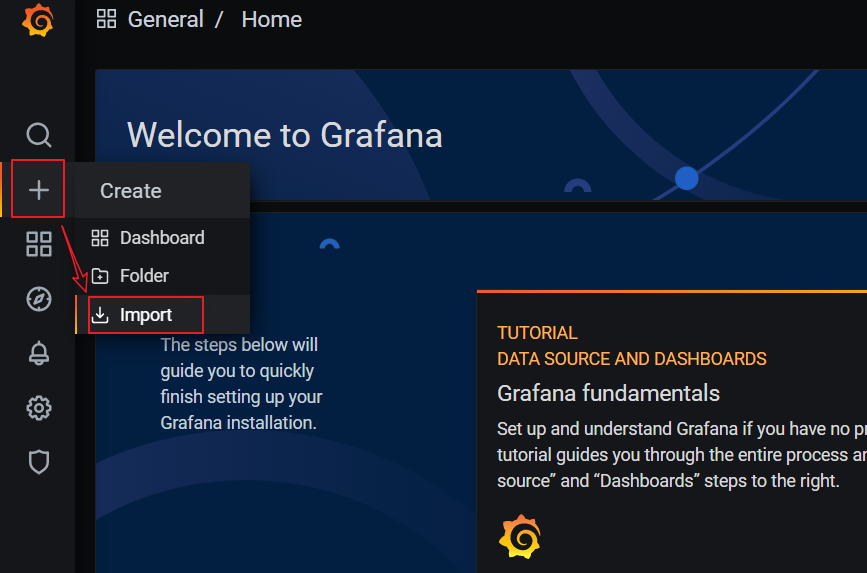 General / Home
Welcome to Grafana
Create
Dashboard
Folder
Import
The steps below will
guide you to quickly
finish setting up your
Grafana installation.
TUTORIAL
DATA SOURCE AND DASHBOARDS
Grafana fundamentals
Set up and understand Grafana if you have no
tutorial guides you through the entire process
source” and “Dashboards” steps to the right.